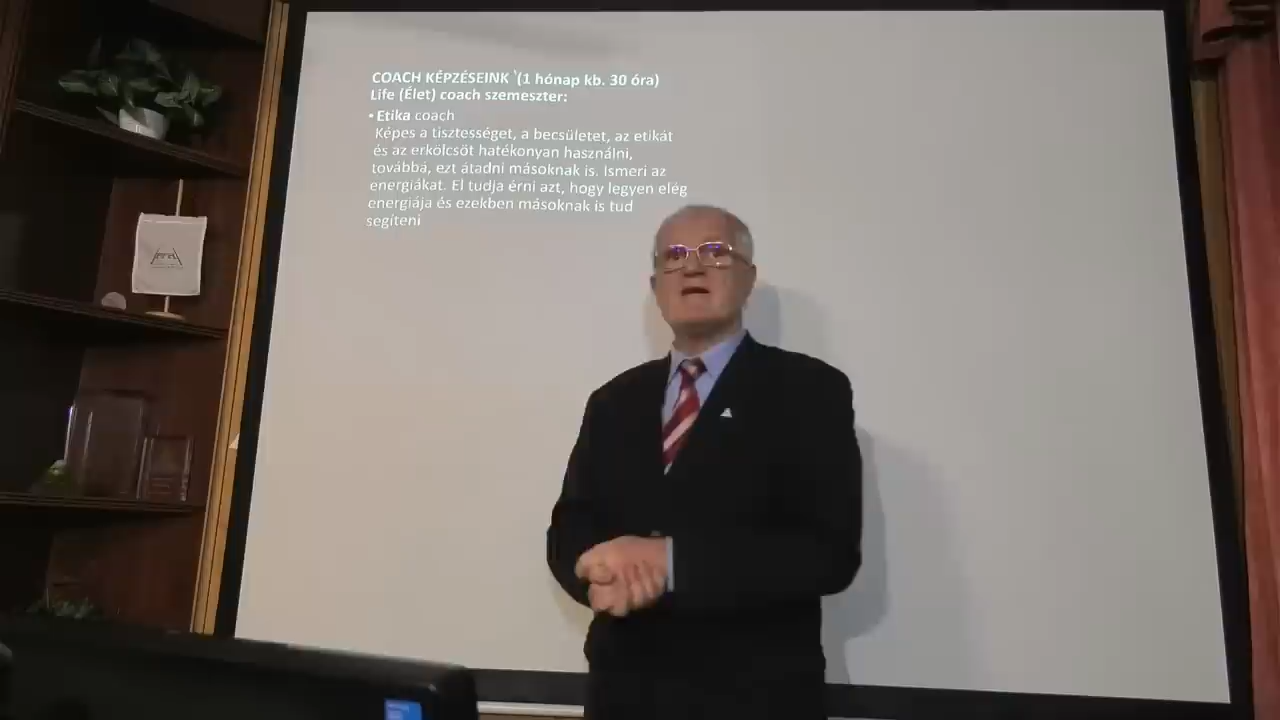 COACH KÉPZÉSEINK `(1 hónap kb. 30 óra)
Life (Élet) coach szemeszter:
• Etika coach
Képes a tisztességet, a becsületet, az etikát
és az erkölcsöt hatékonyan használni,
továbbá, ezt átadni másoknak is. Ismeri az
energiákat. El tudja érni azt, hogy legyen elég
energiája és ezekben másoknak is tud
segíteni